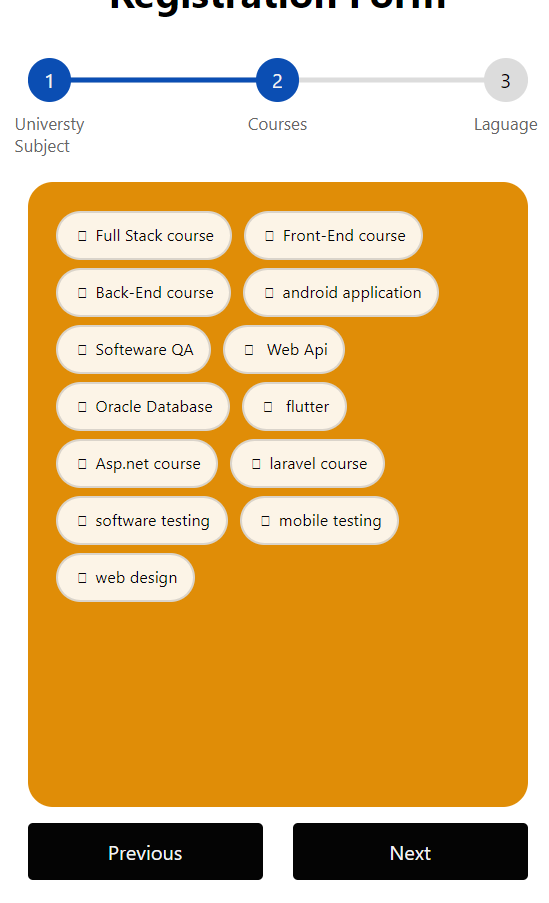 Registration Form
1 2 3
Universty Subject Courses Laguage
Full Stack course Front-End course
Back-End course android application
Softeware QA Web Api
Oracle Database flutter
Asp.net course laravel course
software testing mobile testing
web design
Previous Next